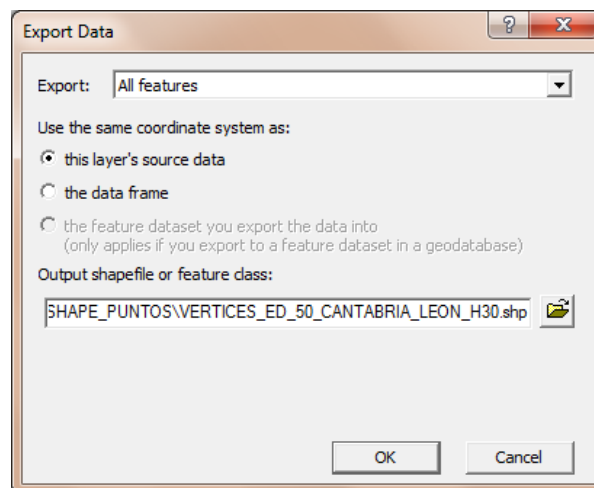 Export Data
Export: All features
Use the same coordinate system as:
this layer's source data
the data frame
the feature dataset you export the data into
(only applies if you export to a feature dataset in a geodatabase)
Output shapefile or feature class:
SHAPE_PUNTOS\VERTICES_ED_50_CANTABRIA_LEON_H30.shp
OK Cancel